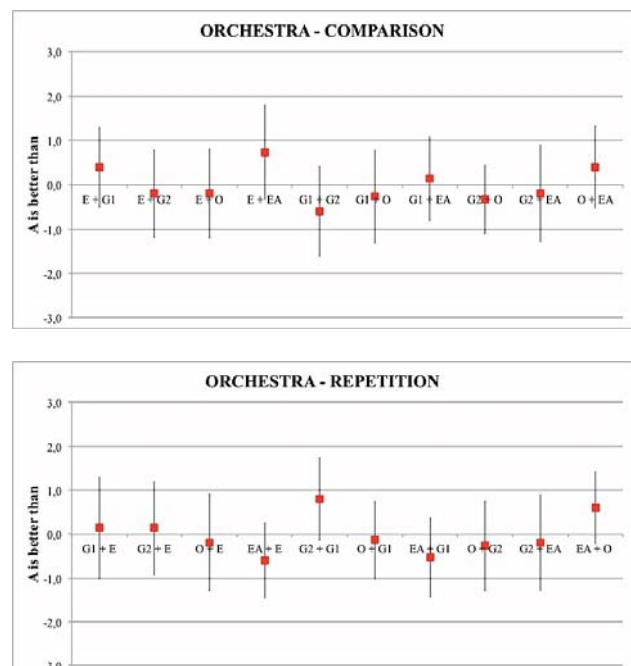 ORCHESTRA - COMPARISON
A is better than
3,0
2,0
1,0
0,0
-1,0
-2,0
-3,0
E + G1 E + G2 E + O E + EA G1 + G2 G1 + O G1 + EA G2 + O G2 + EA O + EA
ORCHESTRA - REPETITION
A is better than
3,0
2,0
1,0
0,0
-1,0
-2,0
-3,0
G1 + E G2 + E O + E EA + E G2 + G1 O + G1 EA + G1 O + G2 G2 + EA EA + O